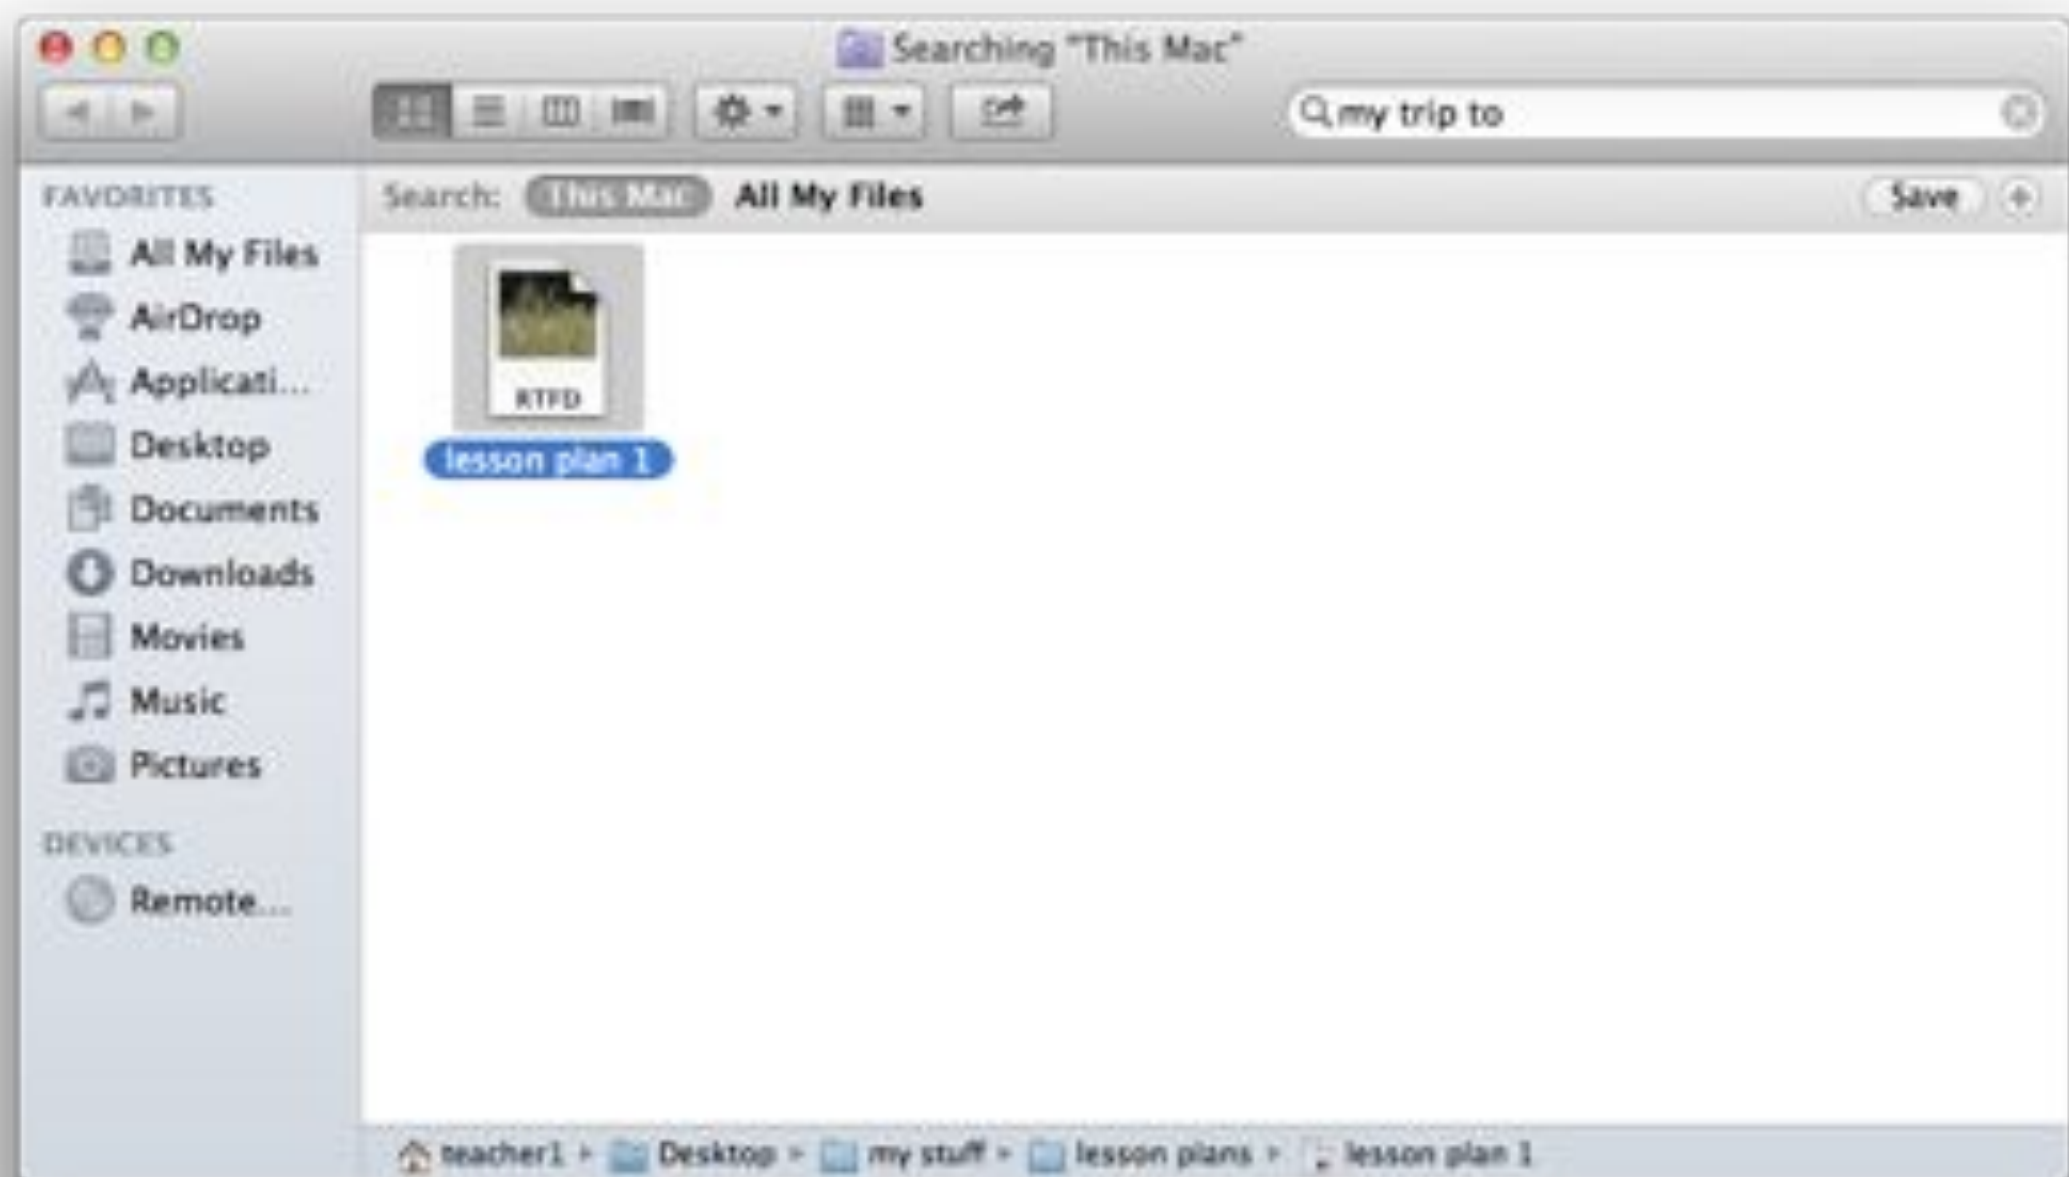 Searching "This Mac"
my trip to
FAVORITES
Search: This Mac All My Files Save
All My Files
AirDrop
Applicati...
Desktop
Documents
Downloads
Movies
Music
Pictures
DEVICES
Remote...
RTFD
lesson plan 1
teacher1 ▸ Desktop ▸ my stuff ▸ lesson plans ▸ lesson plan 1